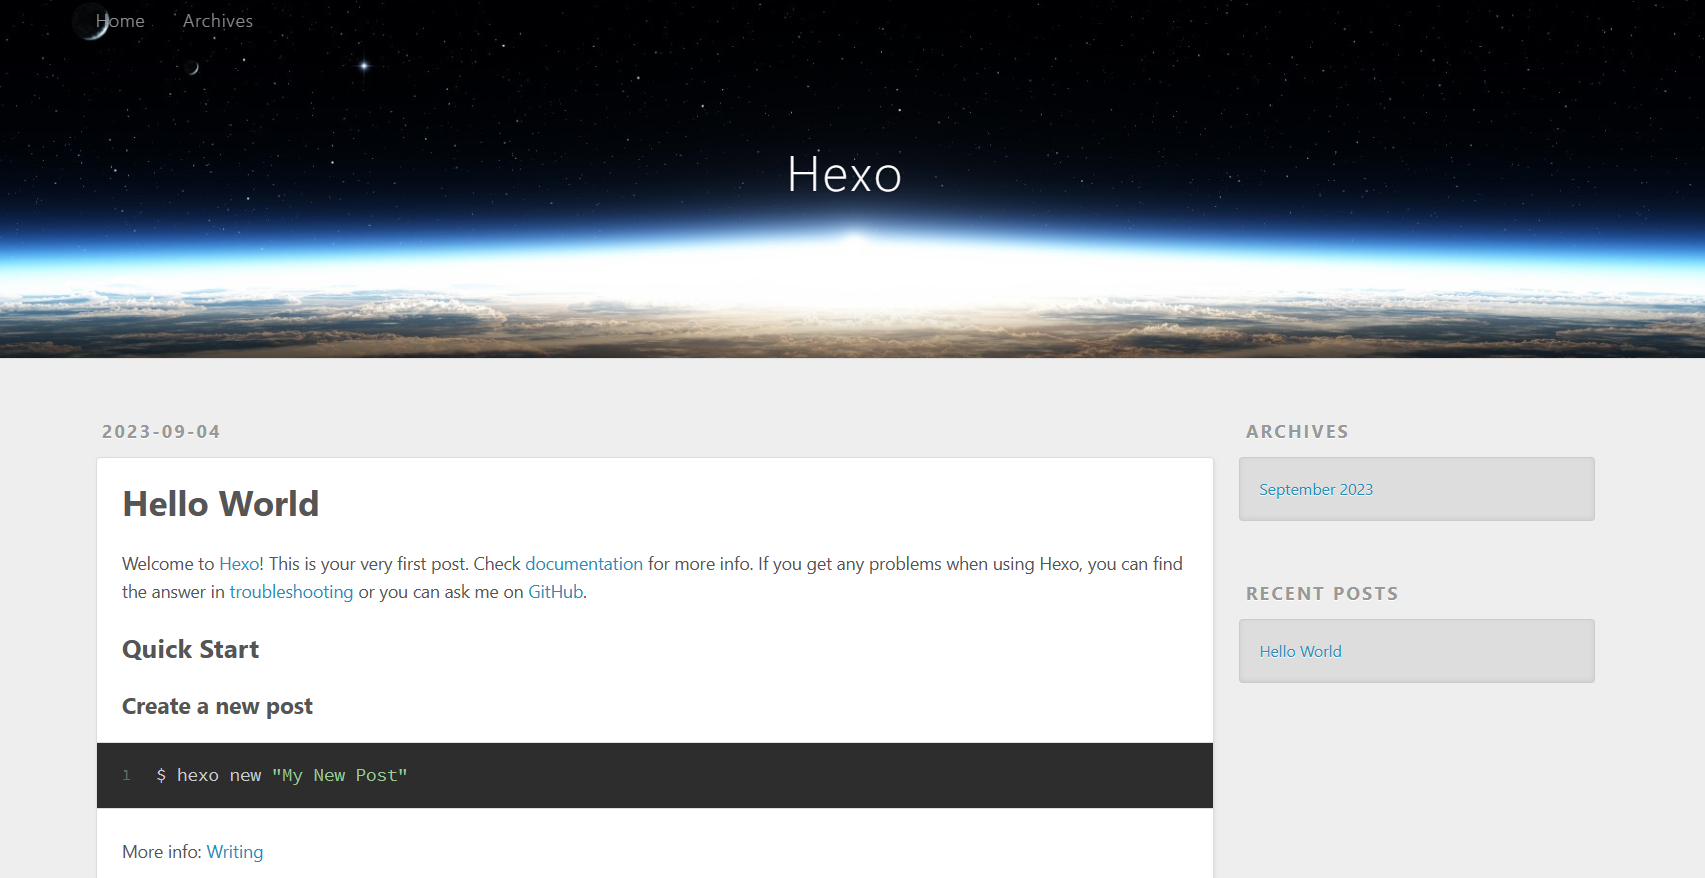 Home Archives
Hexo
2023-09-04
Hello World
Welcome to Hexo! This is your very first post. Check documentation for more info. If you get any problems when using Hexo, you can find
the answer in troubleshooting or you can ask me on GitHub.
Quick Start
Create a new post
1 $ hexo new "My New Post"
More info: Writing
ARCHIVES
September 2023
RECENT POSTS
Hello World